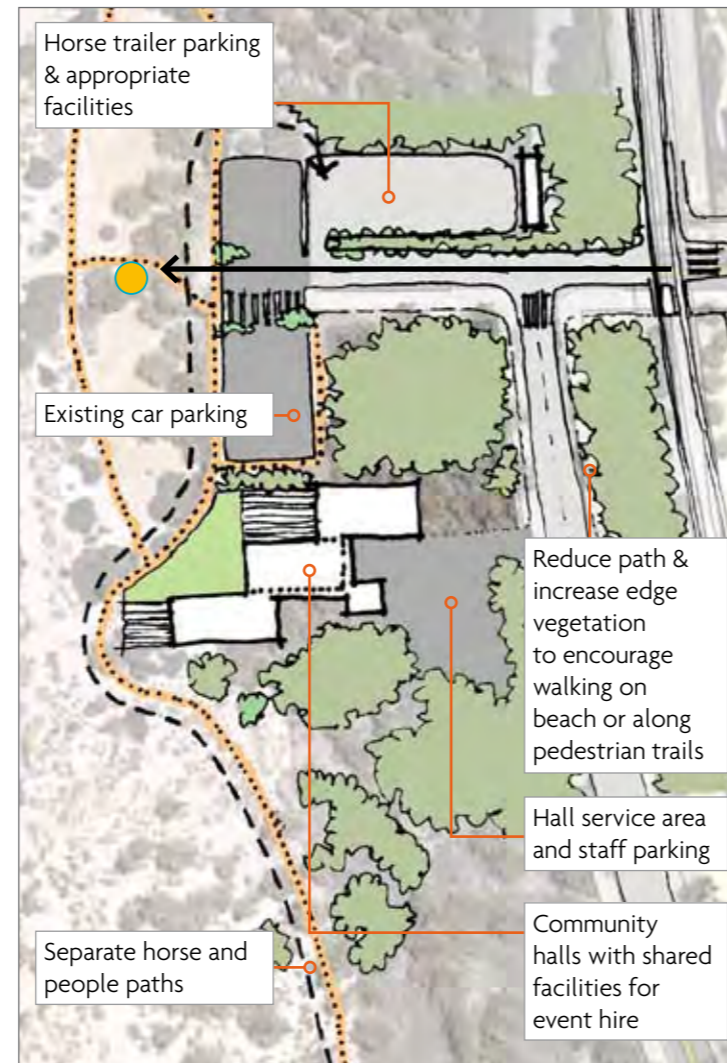 Horse trailer parking
& appropriate
facilities
Existing car parking
Reduce path &
increase edge
vegetation
to encourage
walking on
beach or along
pedestrian trails
Hall service area
and staff parking
Community
halls with shared
facilities for
event hire
Separate horse and
people paths